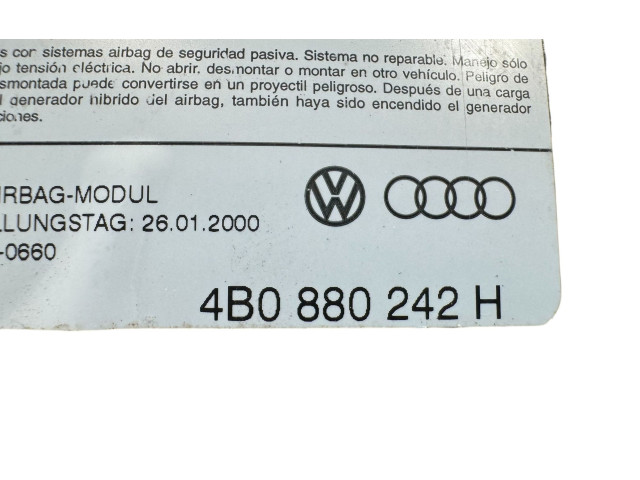 s con sistemas airbag de seguridad pasiva. Sistema no reparable. Manejo sólo
jo tensión eléctrica. No abrir. desmontar o montar en otro vehículo. Peligro de
smontada puede convertirse en un proyectil peligroso. Después de una carga
l generador hibrido del airbag, también haya sido encendido el generador
ciones.
IRBAG-MODUL
LLUNGSTAG: 26.01.2000
-0660
4B0 880 242 H